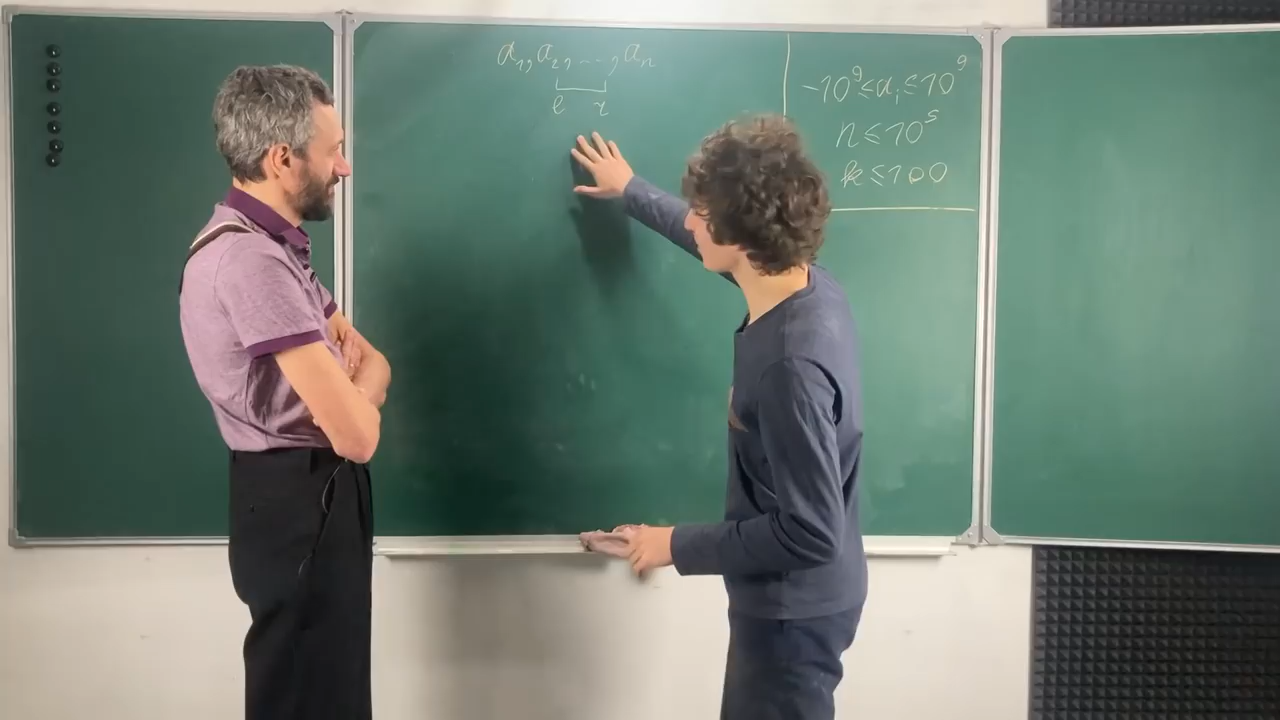 a₁, a₂, ..., aₙ
l r
-10⁹ ≤ aᵢ ≤ 10⁹
n ≤ 10⁵
k ≤ 100